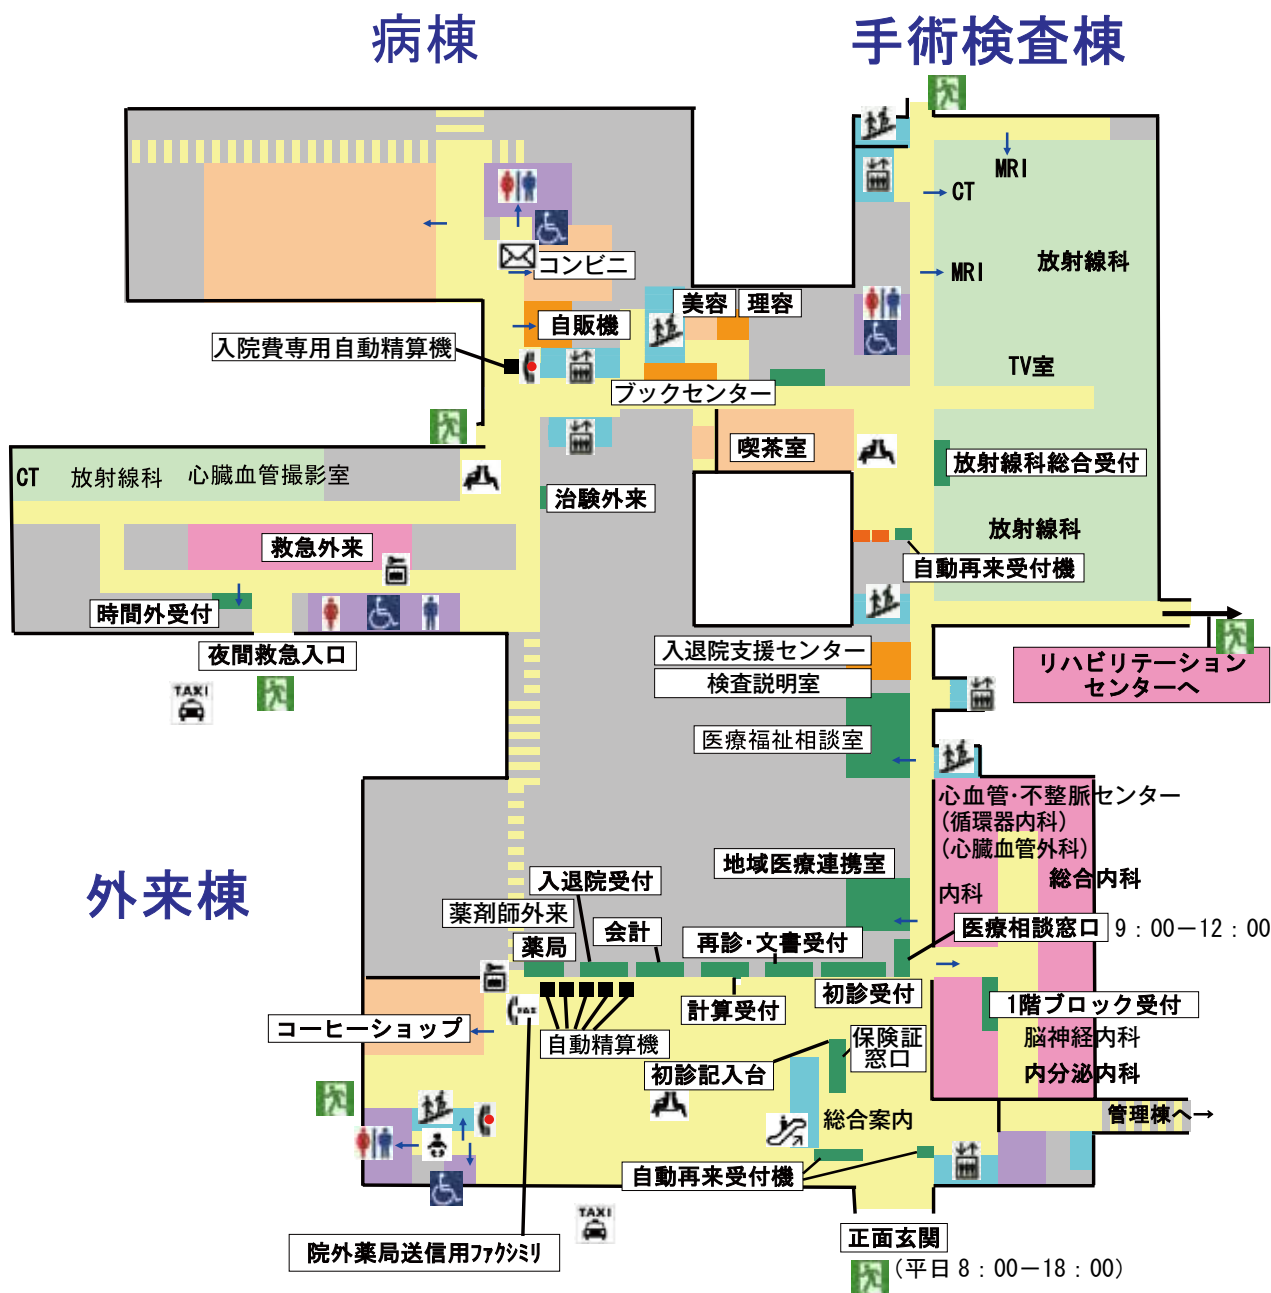 病棟
手術検査棟
MRI
CT
放射線科
MRI
コンビニ
美容
理容
自販機
入院費専用自動精算機
TV室
ブックセンター
喫茶室
放射線科総合受付
CT
放射線科
心臓血管撮影室
治験外来
放射線科
救急外来
自動再来受付機
時間外受付
夜間救急入口
入退院支援センター
リハビリテーション
センターへ
検査説明室
TAXI
医療福祉相談室
心血管・不整脈センター
(循環器内科)
(心臓血管外科)
地域医療連携室
総合内科
外来棟
入退院受付
内科
薬剤師外来
会計
再診・文書受付
医療相談窓口
9：00－12：00
薬局
初診受付
計算受付
1階ブロック受付
FAX
コーヒーショップ
自動精算機
保険証
窓口
脳神経内科
初診記入台
内分泌内科
総合案内
管理棟へ→
自動再来受付機
TAXI
正面玄関
院外薬局送信用ﾌｧｸｼﾐﾘ
(平日8：00－18：00)